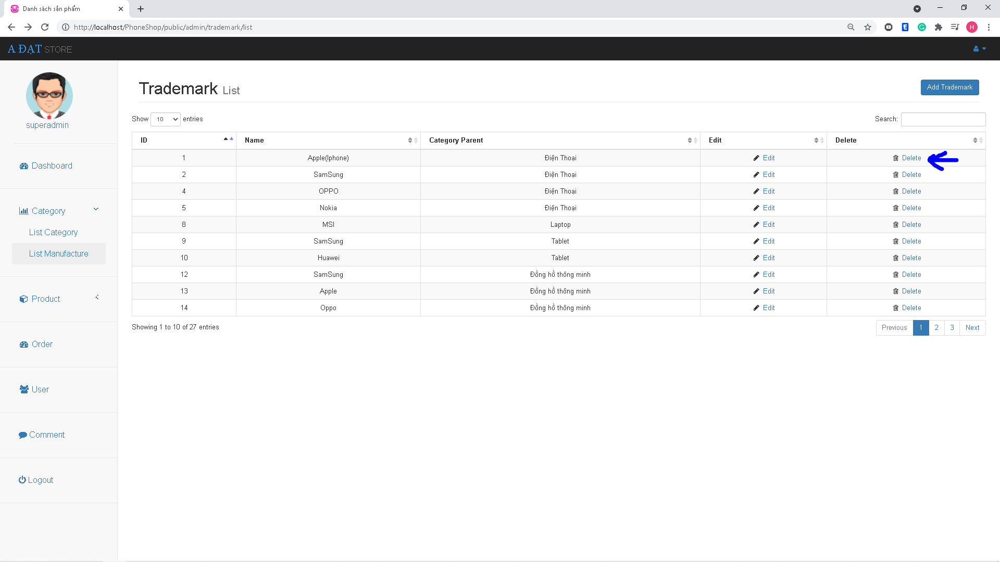 Danh sách sản phẩm
http://localhost/PhoneShop/public/admin/trademark/list
H
A ĐẠT STORE
superadmin
Dashboard
Category
List Category
List Manufacture
Product
Order
User
Comment
Logout
Trademark List
Add Trademark
Show 10 entries
Search:
ID Name Category Parent Edit Delete
1 Apple(Iphone) Điện Thoại Edit Delete
2 SamSung Điện Thoại Edit Delete
4 OPPO Điện Thoại Edit Delete
5 Nokia Điện Thoại Edit Delete
8 MSI Laptop Edit Delete
9 SamSung Tablet Edit Delete
10 Huawei Tablet Edit Delete
12 SamSung Đồng hồ thông minh Edit Delete
13 Apple Đồng hồ thông minh Edit Delete
14 Oppo Đồng hồ thông minh Edit Delete
Showing 1 to 10 of 27 entries
Previous 1 2 3 Next